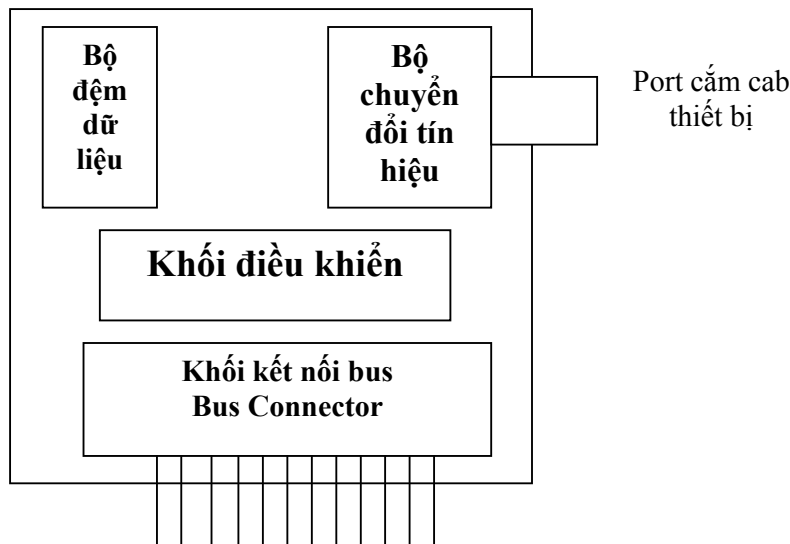 Bộ
đệm
dữ
liệu
Bộ
chuyển
đổi tín
hiệu
Port cắm cab
thiết bị
Khối điều khiển
Khối kết nối bus
Bus Connector